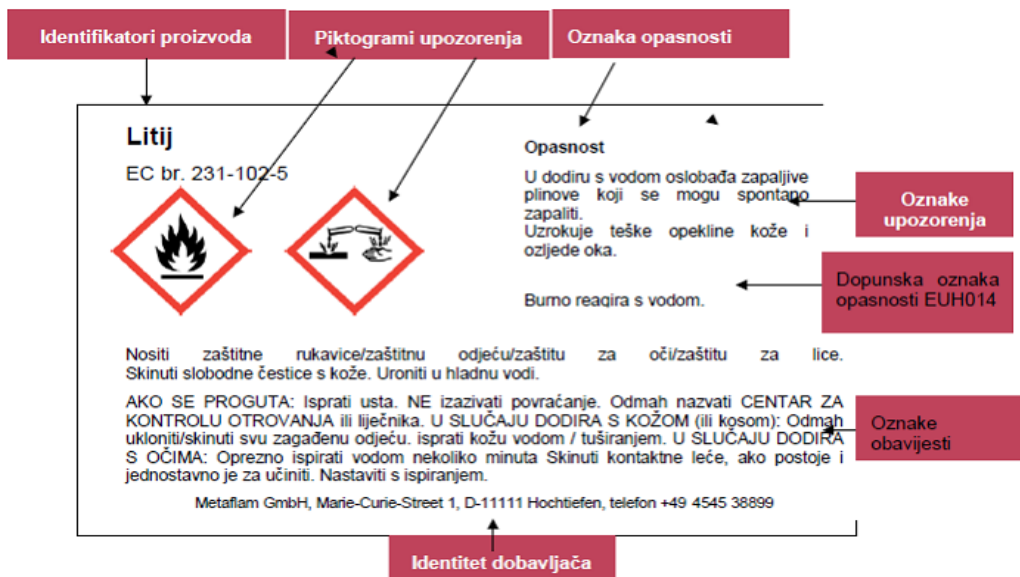 Identifikatori proizvoda
Piktogrami upozorenja
Oznaka opasnosti
Litij
EC br. 231-102-5
Opasnost
U dodiru s vodom oslobađa zapaljive
plinove koji se mogu spontano
zapaliti.
Uzrokuje teške opekline kože i
ozljede oka.
Burno reagira s vodom.
Oznake
upozorenja
Dopunska oznaka
opasnosti EUH014
Nositi zaštitne rukavice/zaštitnu odjeću/zaštitu za oči/zaštitu za lice.
Skinuti slobodne čestice s kože. Uroniti u hladnu vodi.
AKO SE PROGUTA: Isprati usta. NE izazivati povraćanje. Odmah nazvati CENTAR ZA
KONTROLU OTROVANJA ili liječnika. U SLUČAJU DODIRA S KOŽOM (ili kosom): Odmah
ukloniti/skinuti svu zagađenu odjeću. isprati kožu vodom / tuširanjem. U SLUČAJU DODIRA
S OČIMA: Oprezno ispirati vodom nekoliko minuta Skinuti kontaktne leće, ako postoje i
jednostavno je za učiniti. Nastaviti s ispiranjem.
Oznake
obavijesti
Metaflam GmbH, Marie-Curie-Street 1, D-11111 Hochtiefen, telefon +49 4545 38899
Identitet dobavljača